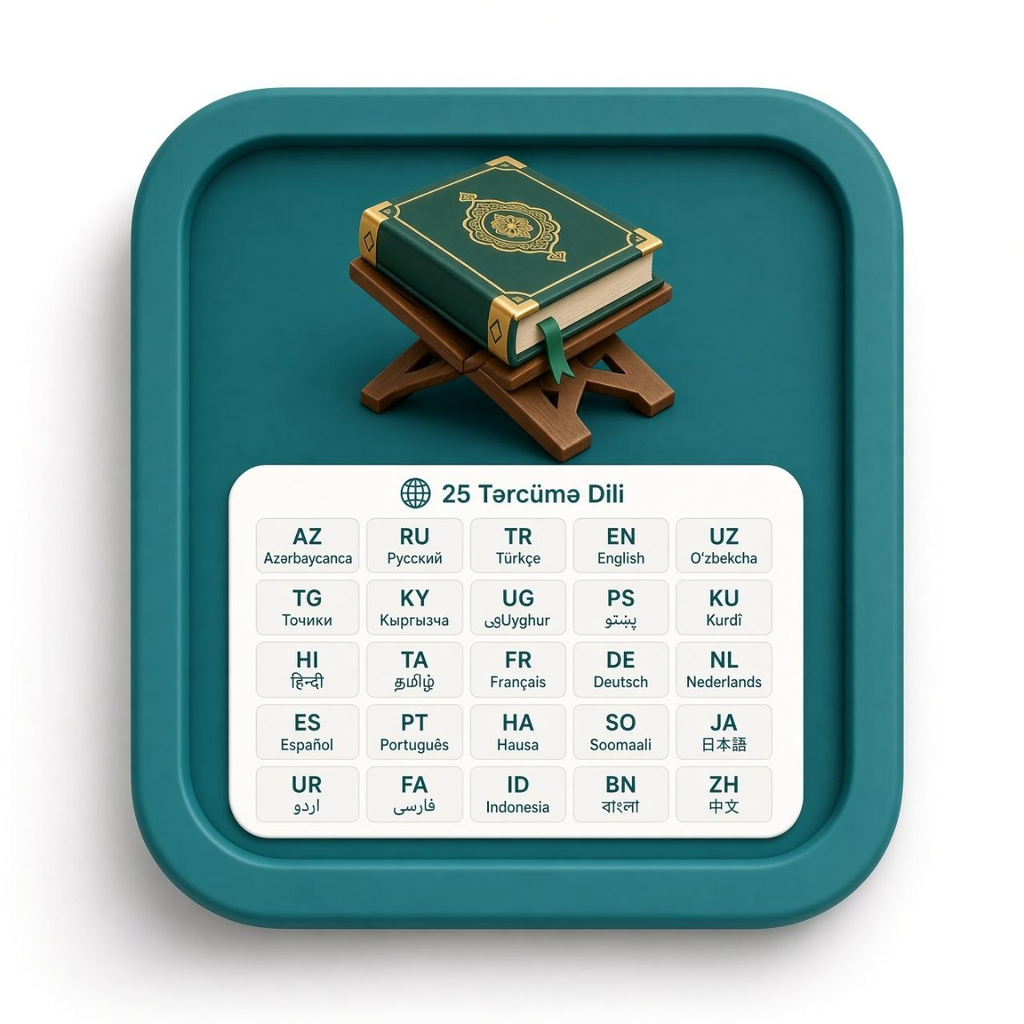 25 Tərcümə Dili
AZ
Azərbaycanca
RU
Русский
TR
Türkçe
EN
English
UZ
O‘zbekcha
TG
Точики
KY
Кыргызча
UG
ۋىUyghur
PS
پښتو
KU
Kurdî
HI
हिन्दी
TA
தமிழ்
FR
Français
DE
Deutsch
NL
Nederlands
ES
Español
PT
Português
HA
Hausa
SO
Soomaali
JA
日本語
UR
اردو
FA
فارسی
ID
Indonesia
BN
বাংলা
ZH
中文